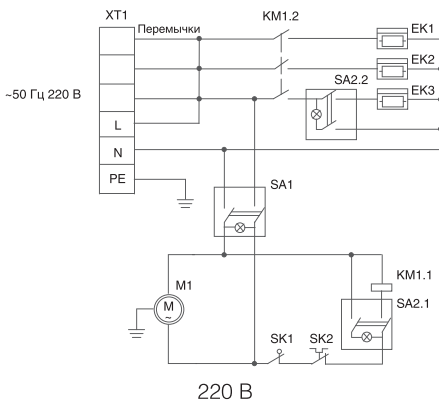 XT1
Перемычки
KM1.2
EK1
EK2
SA2.2
EK3
~50 Гц 220 В
L
N
PE
SA1
M1
M
~
KM1.1
SA2.1
SK1
SK2
220 В